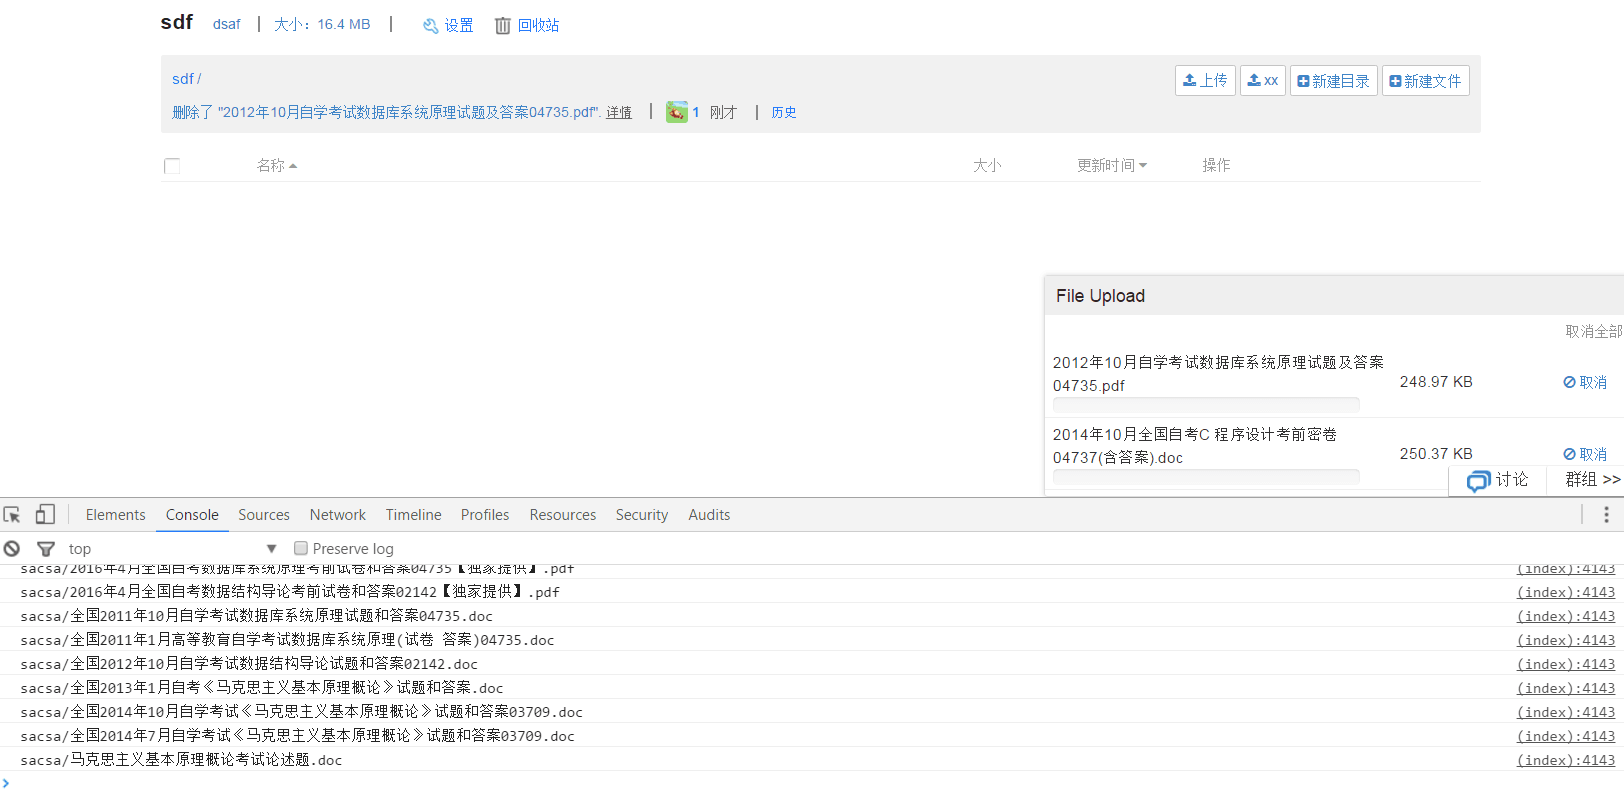 sdf dsaf | 大小：16.4 MB | 设置 回收站
sdf /
上传 xx 新建目录 新建文件
删除了 "2012年10月自学考试数据库系统原理试题及答案04735.pdf". 详情 | 1 刚才 | 历史
名称 大小 更新时间 操作
File Upload
取消全部
2012年10月自学考试数据库系统原理试题及答案
04735.pdf
248.97 KB 取消
2014年10月全国自考C 程序设计考前密卷
04737(含答案).doc
250.37 KB 取消
讨论 群组 >>
Elements Console Sources Network Timeline Profiles Resources Security Audits
top Preserve log
sacsa/2016年4月全国自考数据库系统原理考前试卷和答案04735【独家提供】.pdf (index):4143
sacsa/2016年4月全国自考数据结构导论考前试卷和答案02142【独家提供】.pdf (index):4143
sacsa/全国2011年10月自学考试数据库系统原理试题和答案04735.doc (index):4143
sacsa/全国2011年1月高等教育自学考试数据库系统原理(试卷 答案)04735.doc (index):4143
sacsa/全国2012年10月自学考试数据结构导论试题和答案02142.doc (index):4143
sacsa/全国2013年1月自考《马克思主义基本原理概论》试题和答案.doc (index):4143
sacsa/全国2014年10月自学考试《马克思主义基本原理概论》试题和答案03709.doc (index):4143
sacsa/全国2014年7月自学考试《马克思主义基本原理概论》试题和答案03709.doc (index):4143
sacsa/马克思主义基本原理概论考试论述题.doc (index):4143